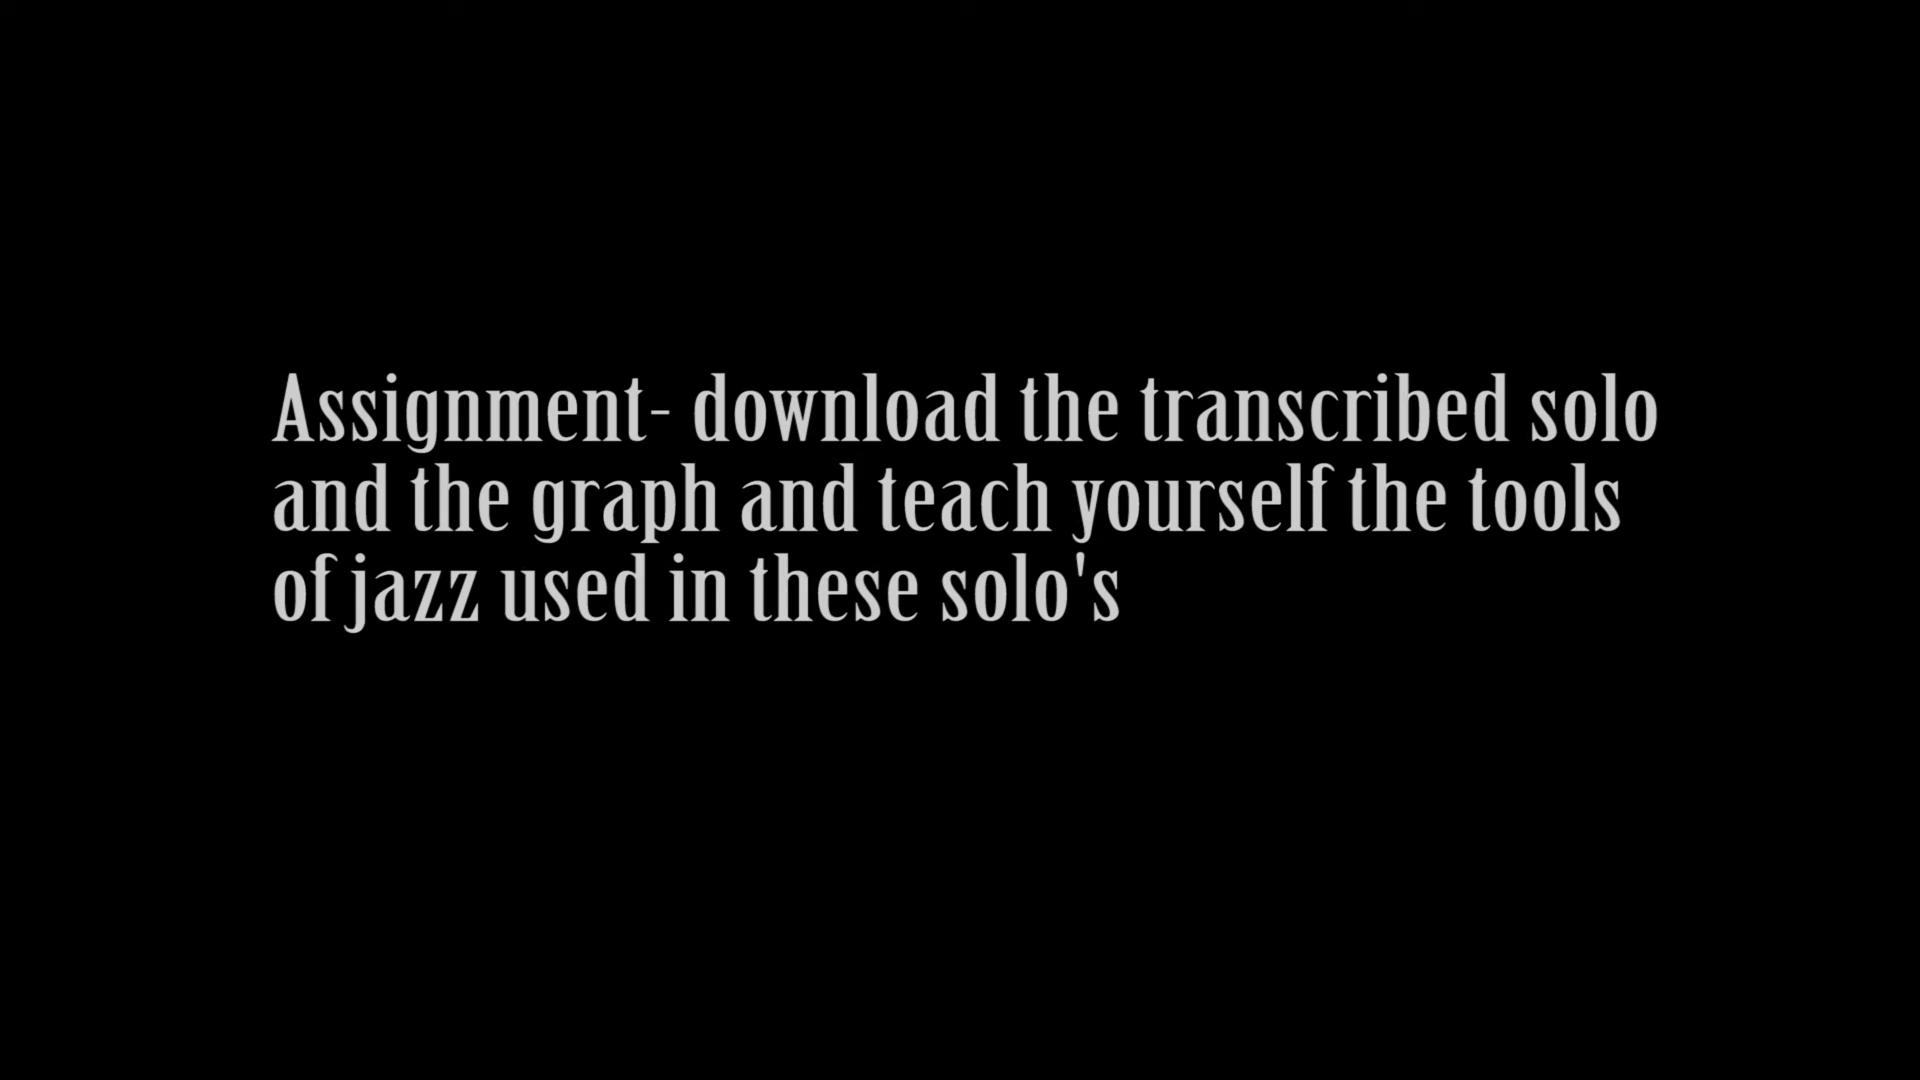 Assignment- download the transcribed solo
and the graph and teach yourself the tools
of jazz used in these solo's